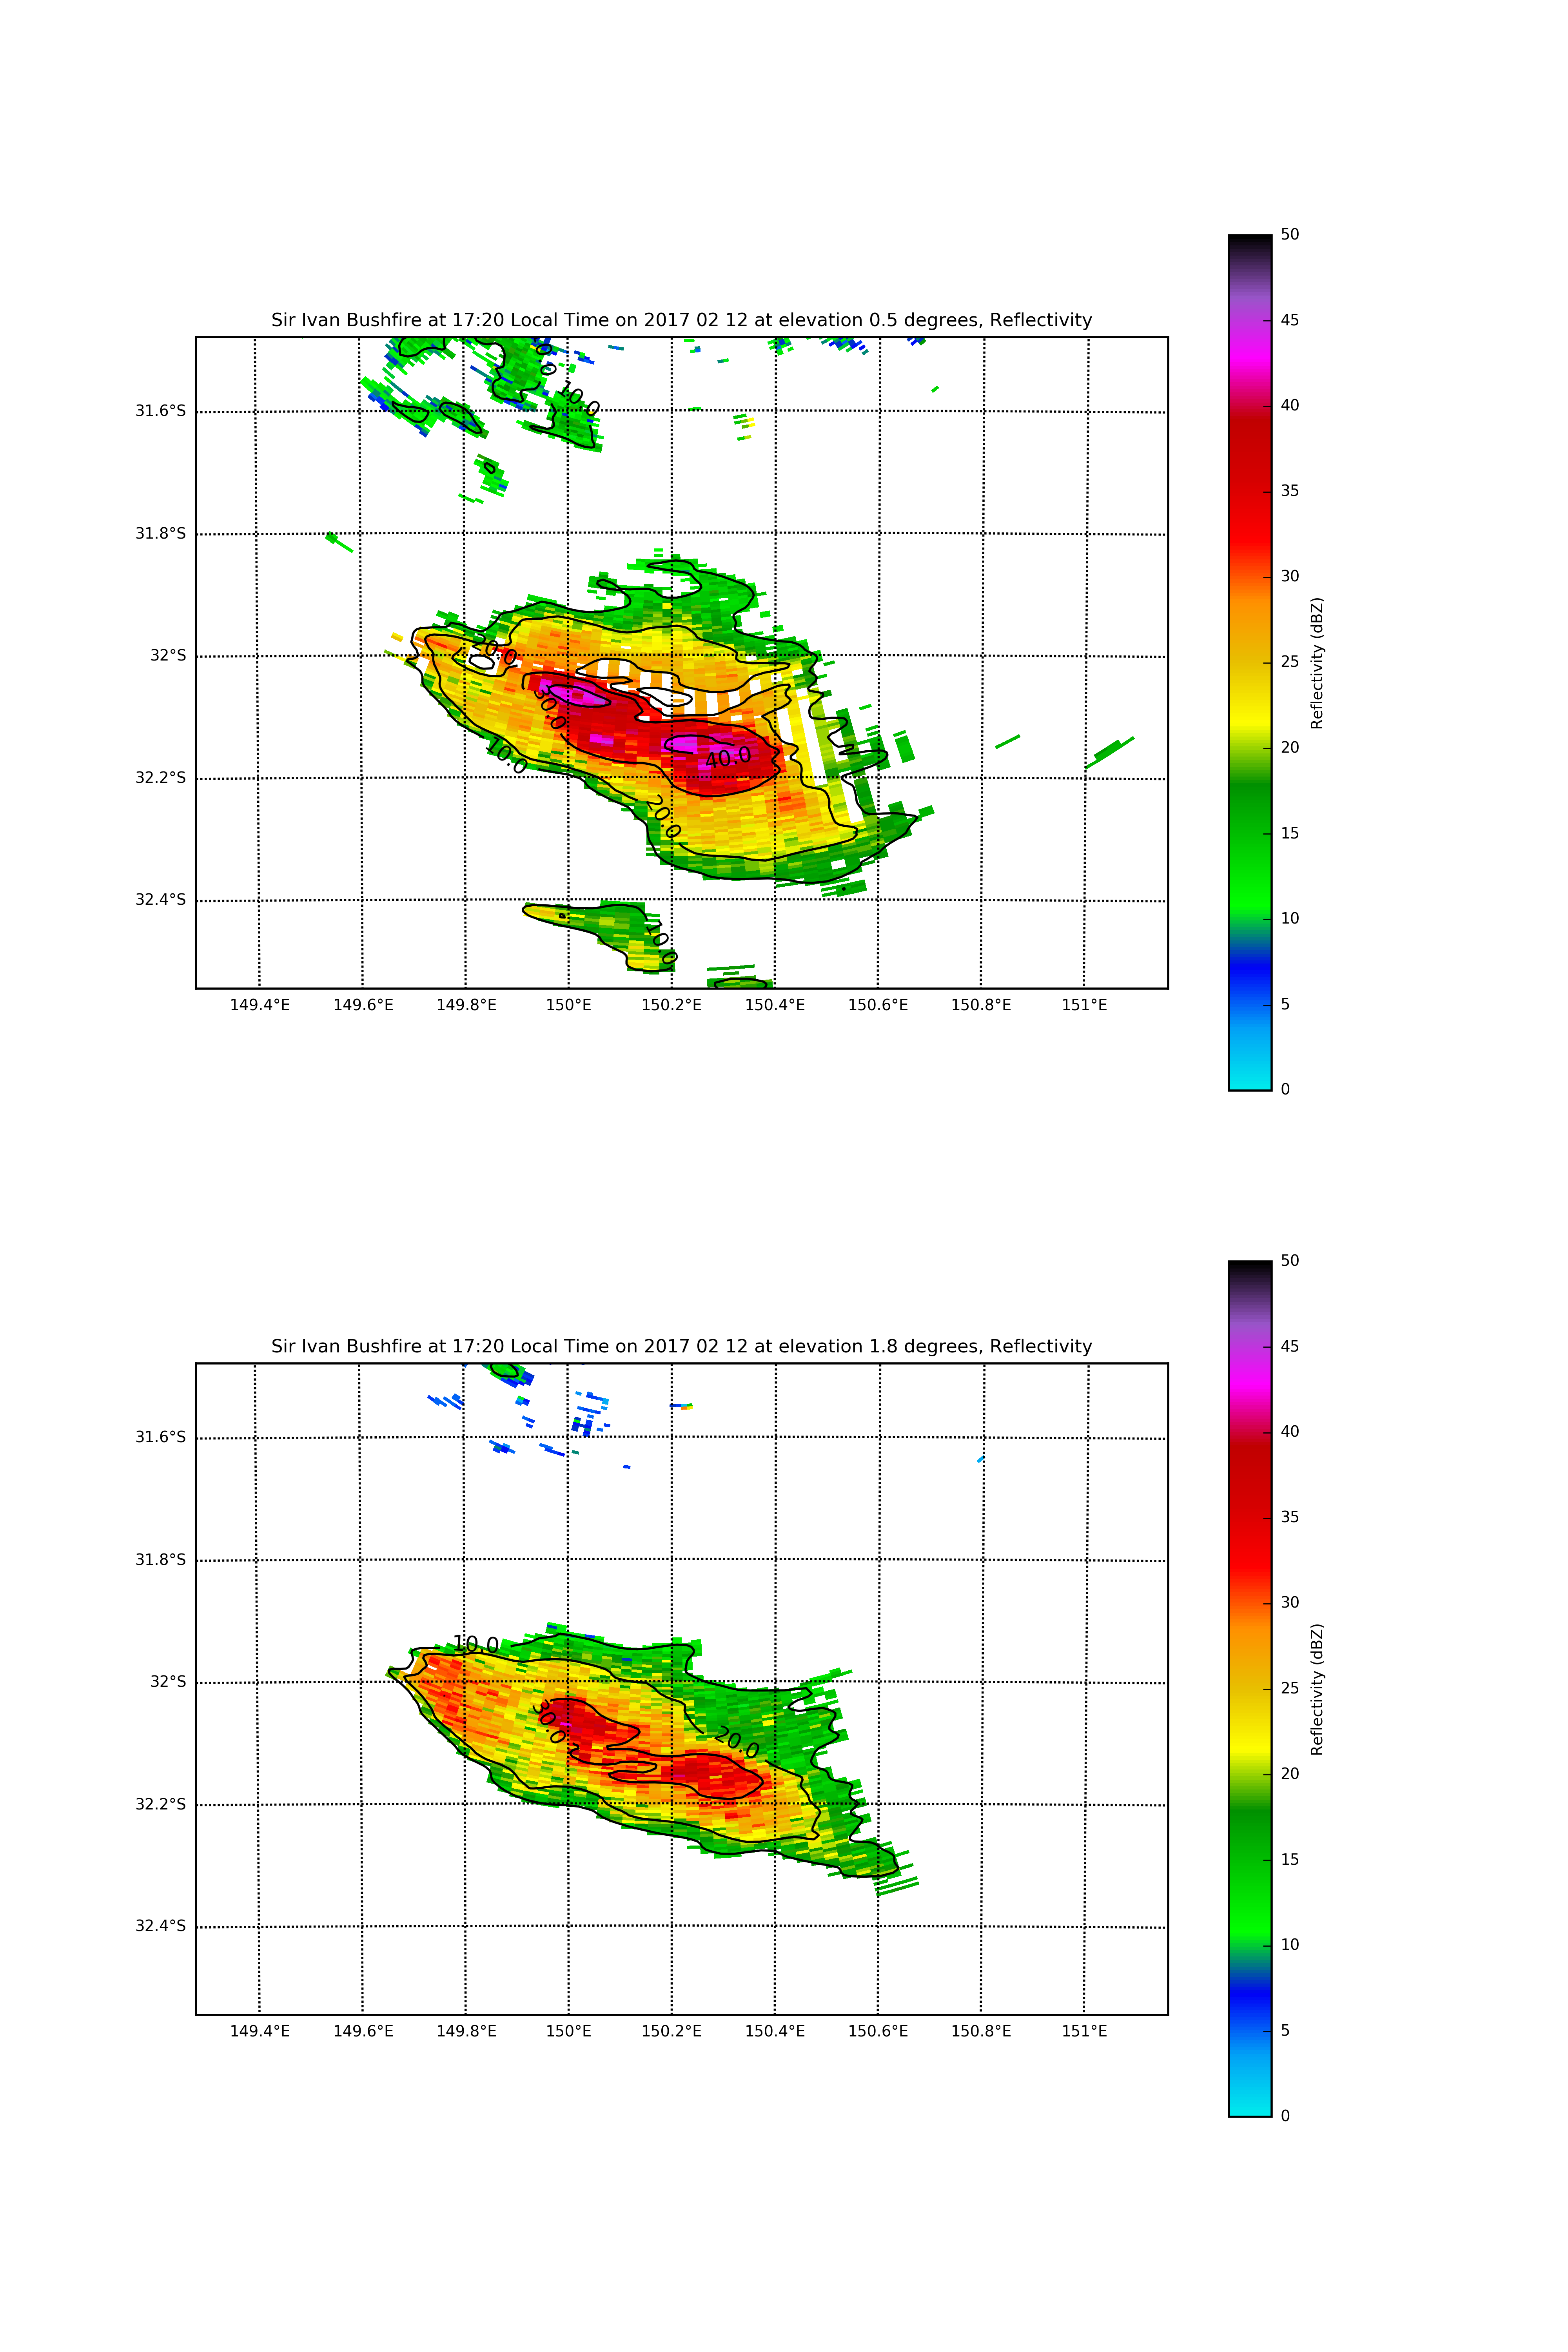 Sir Ivan Bushfire at 17:20 Local Time on 2017 02 12 at elevation 0.5 degrees, Reflectivity
31.6°S
31.8°S
32°S
32.2°S
32.4°S
149.4°E 149.6°E 149.8°E 150°E 150.2°E 150.4°E 150.6°E 150.8°E 151°E
10.0
30.0
10.0
40.0
20.0
10.0
50
45
40
35
30
25
20
15
10
5
0
Reflectivity (dBZ)
Sir Ivan Bushfire at 17:20 Local Time on 2017 02 12 at elevation 1.8 degrees, Reflectivity
31.6°S
31.8°S
32°S
32.2°S
32.4°S
149.4°E 149.6°E 149.8°E 150°E 150.2°E 150.4°E 150.6°E 150.8°E 151°E
10.0
30.0
20.0
50
45
40
35
30
25
20
15
10
5
0
Reflectivity (dBZ)